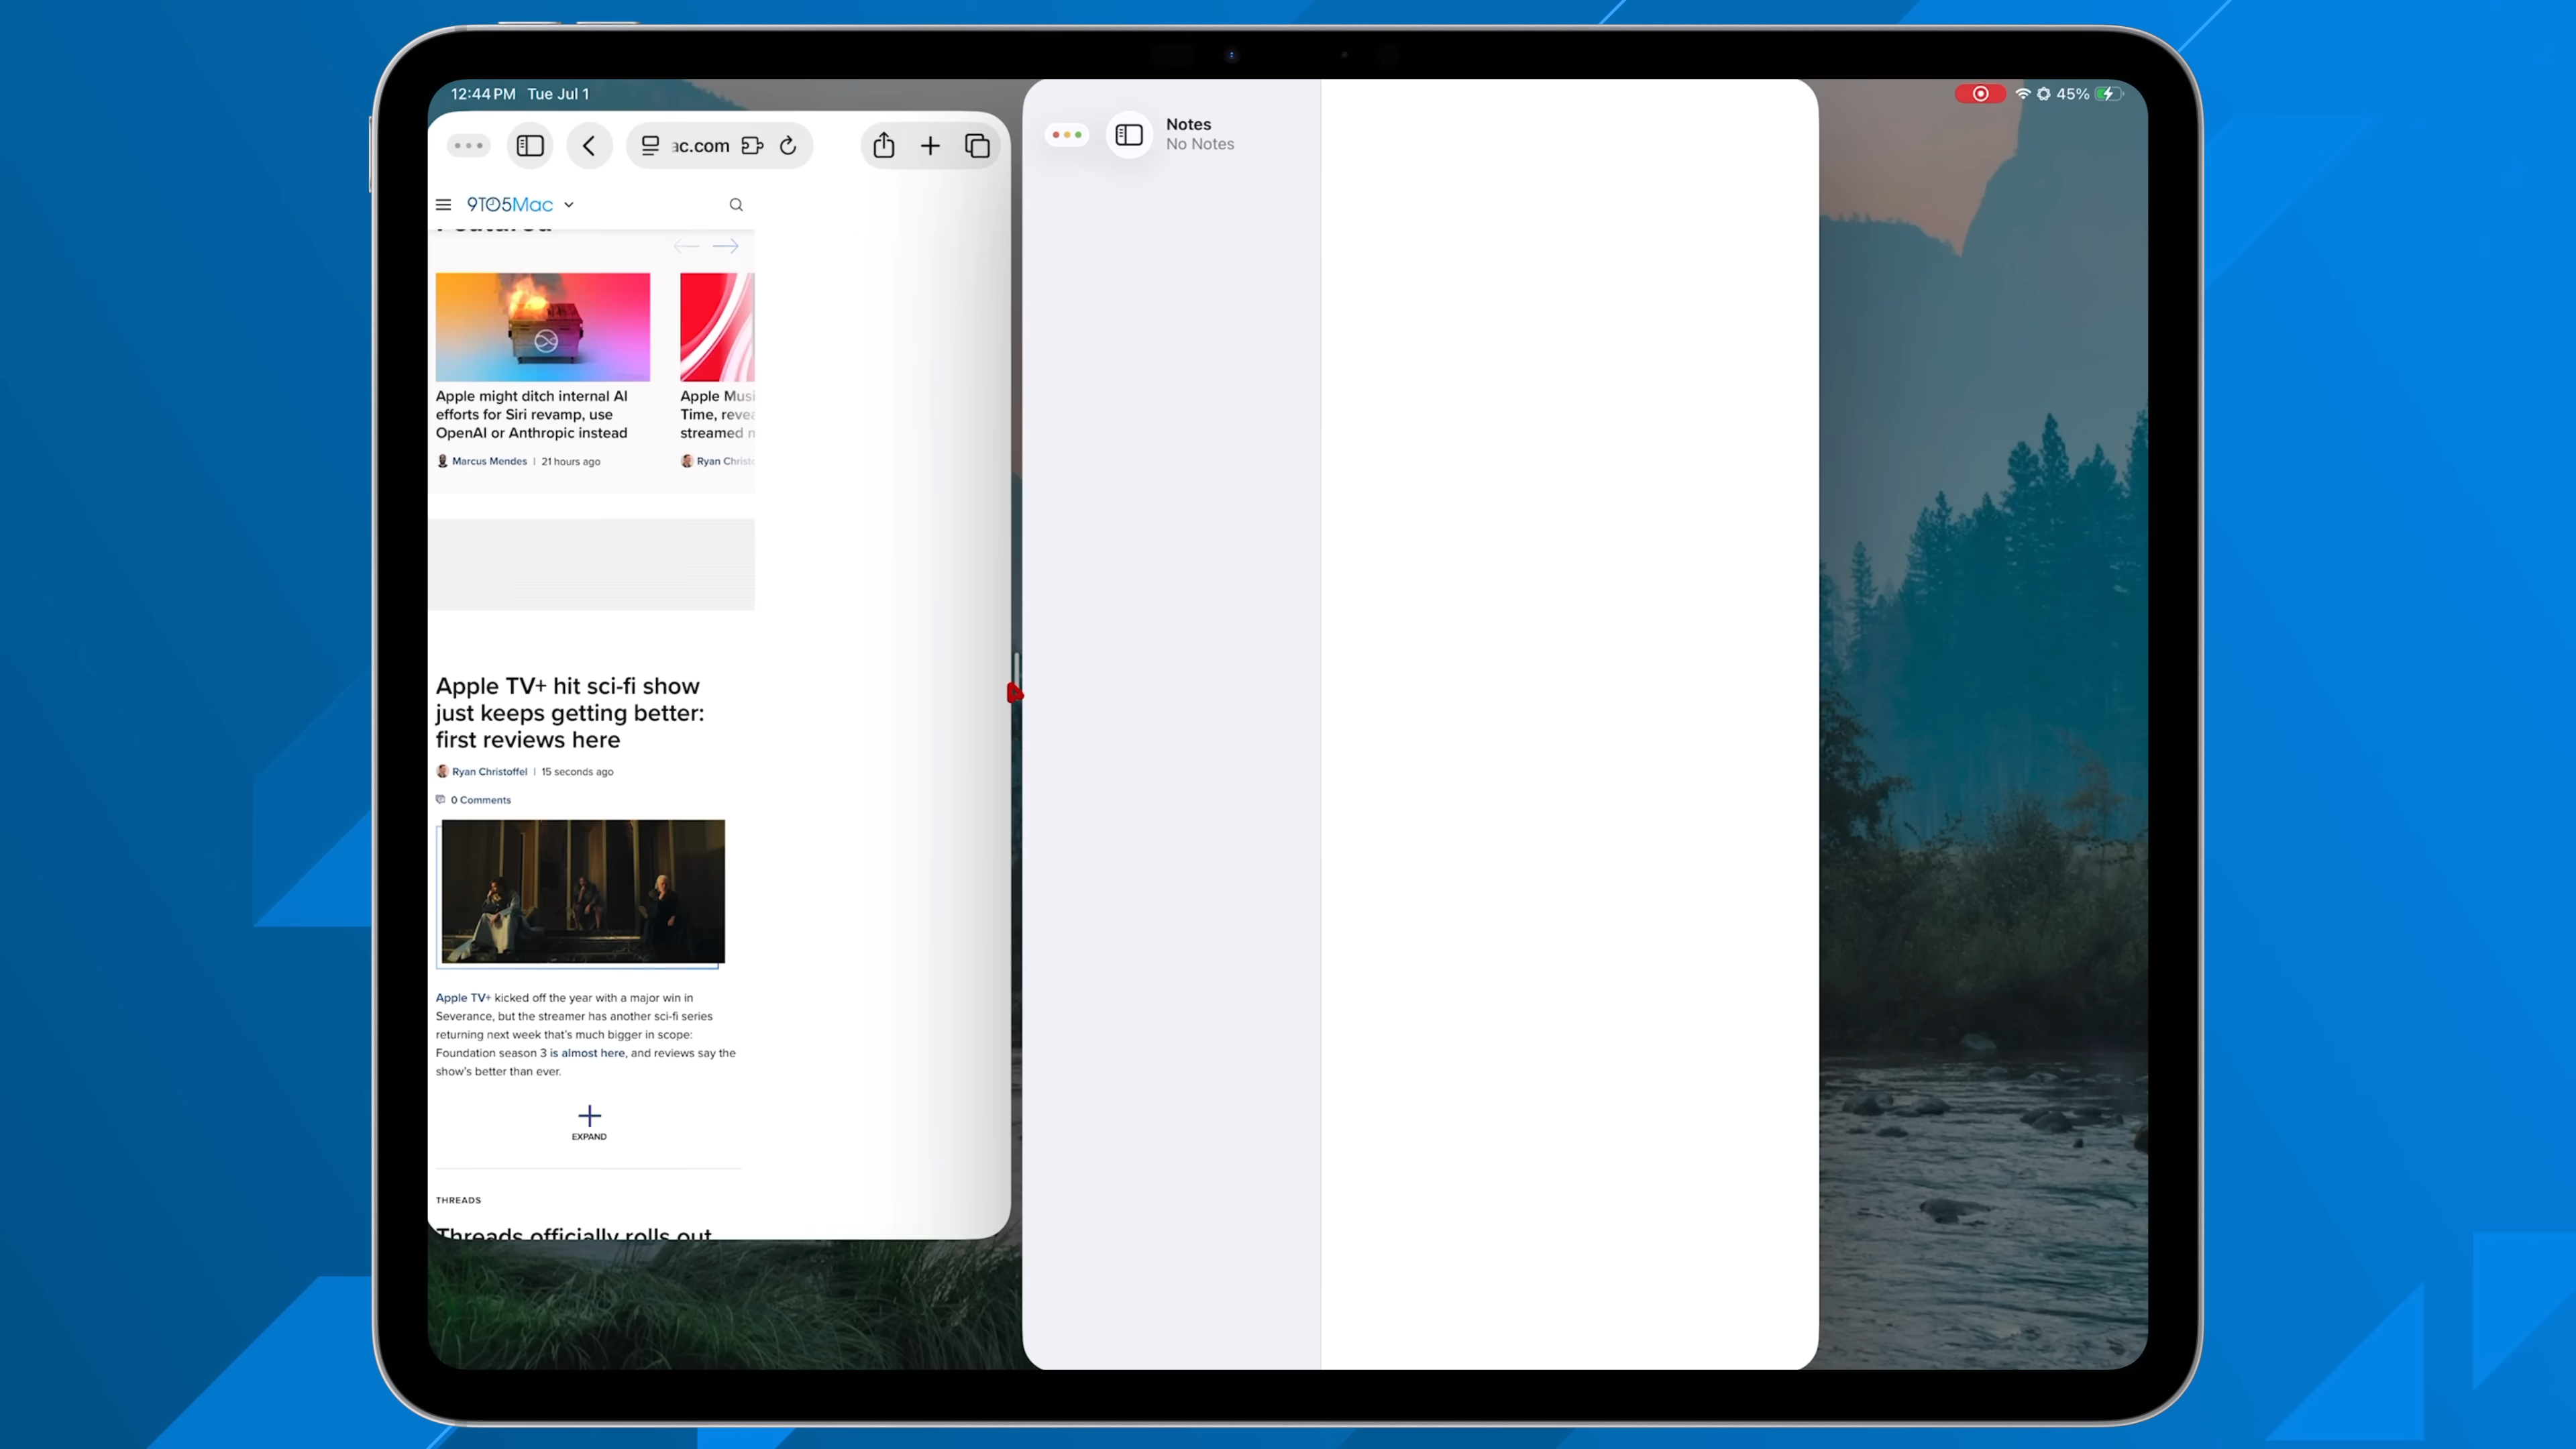 12:44 PM Tue Jul 1
45%
ac.com
9TO5Mac
Apple might ditch internal AI
efforts for Siri revamp, use
OpenAI or Anthropic instead
Marcus Mendes | 21 hours ago
Apple Musi
Time, revea
streamed
Ryan Christ
Apple TV+ hit sci-fi show
just keeps getting better:
first reviews here
Ryan Christoffel | 15 seconds ago
0 Comments
Apple TV+ kicked off the year with a major win in
Severance, but the streamer has another sci-fi series
returning next week that's much bigger in scope:
Foundation season 3 is almost here, and reviews say the
show's better than ever.
EXPAND
THREADS
Threads officially rolls out
Notes
No Notes